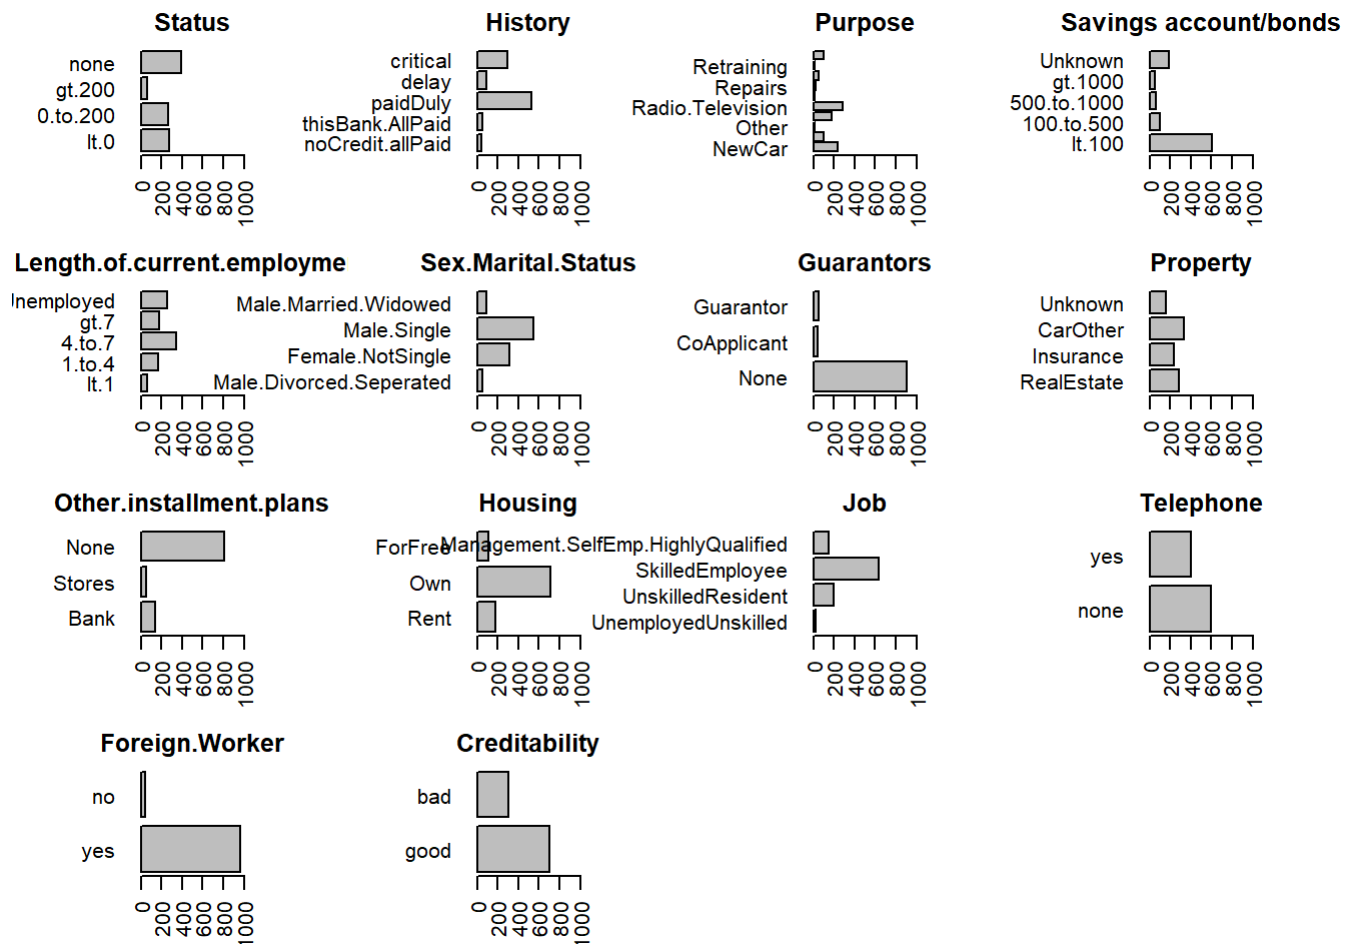 Status
none
gt.200
0.to.200
lt.0
0
200
400
600
800
1000
History
critical
delay
paidDuly
thisBank.AllPaid
noCredit.allPaid
0
200
400
600
800
1000
Purpose
Retraining
Repairs
Radio.Television
Other
NewCar
0
200
400
600
800
1000
Savings account/bonds
Unknown
gt.1000
500.to.1000
100.to.500
lt.100
0
200
400
600
800
1000
Length.of.current.employme
Unemployed
gt.7
4.to.7
1.to.4
lt.1
0
200
400
600
800
1000
Sex.Marital.Status
Male.Married.Widowed
Male.Single
Female.NotSingle
Male.Divorced.Seperated
0
200
400
600
800
1000
Guarantors
Guarantor
CoApplicant
None
0
200
400
600
800
1000
Property
Unknown
CarOther
Insurance
RealEstate
0
200
400
600
800
1000
Other.installment.plans
None
Stores
Bank
0
200
400
600
800
1000
Housing
ForFree
Own
Rent
0
200
400
600
800
1000
Job
Management.SelfEmp.HighlyQualified
SkilledEmployee
UnskilledResident
UnemployedUnskilled
0
200
400
600
800
1000
Telephone
yes
none
0
200
400
600
800
1000
Foreign.Worker
no
yes
0
200
400
600
800
1000
Creditability
bad
good
0
200
400
600
800
1000